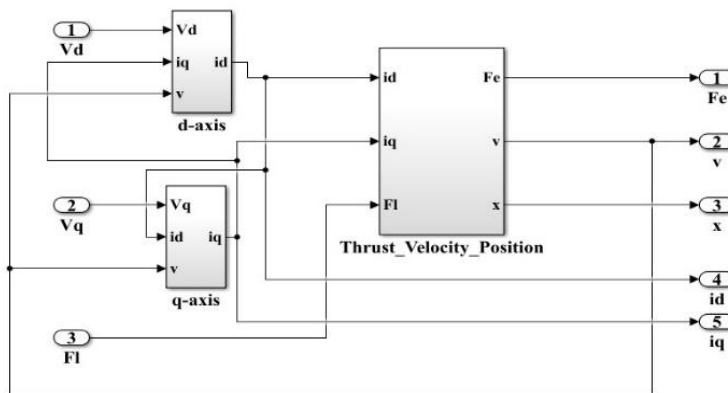 1
Vd
Vd
iq
id
v
d-axis
2
Vq
Vq
id
iq
v
q-axis
3
Fl
id
Fe
iq
v
Fl
x
Thrust_Velocity_Position
1
Fe
2
v
3
x
4
id
5
iq